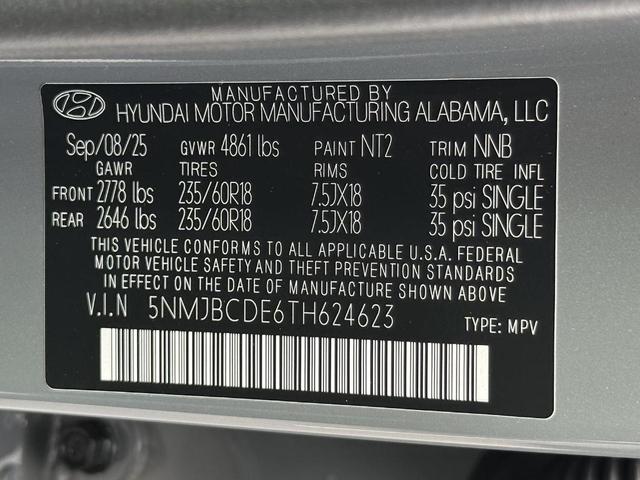 MANUFACTURED BY
HYUNDAI MOTOR MANUFACTURING ALABAMA, LLC
Sep/08/25 GVWR 4861 lbs PAINT NT2 TRIM NNB
GAWR TIRES RIMS COLD TIRE INFL
FRONT 2778 lbs 235/60R18 7.5JX18 35 psi SINGLE
REAR 2646 lbs 235/60R18 7.5JX18 35 psi SINGLE
THIS VEHICLE CONFORMS TO ALL APPLICABLE U.S.A. FEDERAL
MOTOR VEHICLE SAFETY AND THEFT PREVENTION STANDARDS
IN EFFECT ON THE DATE OF MANUFACTURE SHOWN ABOVE
V.I.N 5NMJBCDE6TH624623
TYPE: MPV